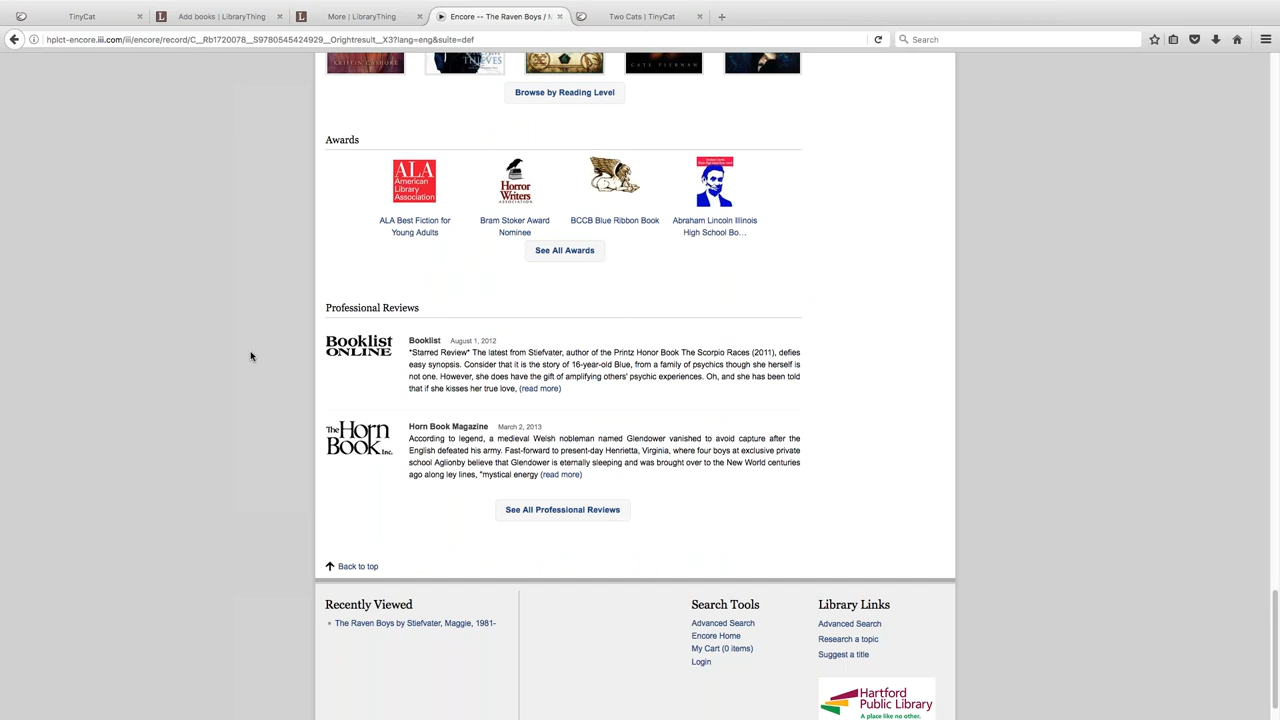 TinyCat
Add books | LibraryThing
More | LibraryThing
Encore -- The Raven Boys / M
Two Cats | TinyCat
hplct-encore.iii.com/iii/encore/record/C__Rb1720078__S9780545424929__Orightresult__X3?lang=eng&suite=def
Search
THIEVES
Browse by Reading Level
Awards
ALA
American
Library
Association
Horror
Writers
ASSOCIATION
ALA Best Fiction for
Young Adults
Bram Stoker Award
Nominee
BCCB Blue Ribbon Book
Abraham Lincoln Illinois
High School Bo…
See All Awards
Professional Reviews
Booklist
ONLINE
Booklist August 1, 2012
*Starred Review* The latest from Stiefvater, author of the Printz Honor Book The Scorpio Races (2011), defies
easy synopsis. Consider that it is the story of 16-year-old Blue, from a family of psychics though she herself is
not one. However, she does have the gift of amplifying others' psychic experiences. Oh, and she has been told
that if she kisses her true love, (read more)
The Horn
Book Inc.
Horn Book Magazine March 2, 2013
According to legend, a medieval Welsh nobleman named Glendower vanished to avoid capture after the
English defeated his army. Fast-forward to present-day Henrietta, Virginia, where four boys at exclusive private
school Aglionby believe that Glendower is eternally sleeping and was brought over to the New World centuries
ago along ley lines, "mystical energy (read more)
See All Professional Reviews
Back to top
Recently Viewed
The Raven Boys by Stiefvater, Maggie, 1981-
Search Tools
Advanced Search
Encore Home
My Cart (0 items)
Login
Library Links
Advanced Search
Research a topic
Suggest a title
Hartford
Public Library
A place like no other.